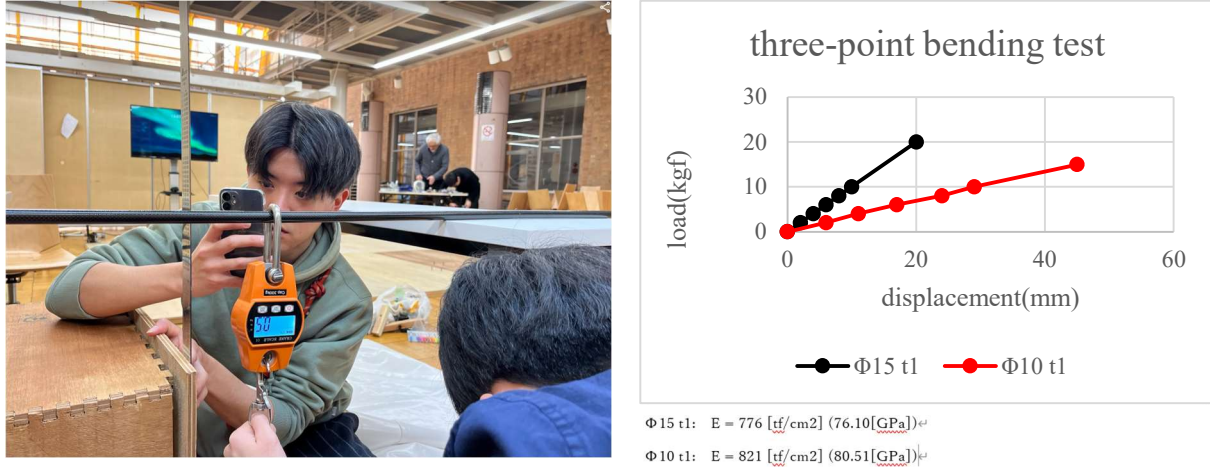 50
three-point bending test
30
20
10
0
load(kgf)
0 20 40 60
displacement(mm)
Φ15 t1 Φ10 t1
Φ15 t1: E = 776 [tf/cm2] (76.10[GPa])↵
Φ10 t1: E = 821 [tf/cm2] (80.51[GPa])↵